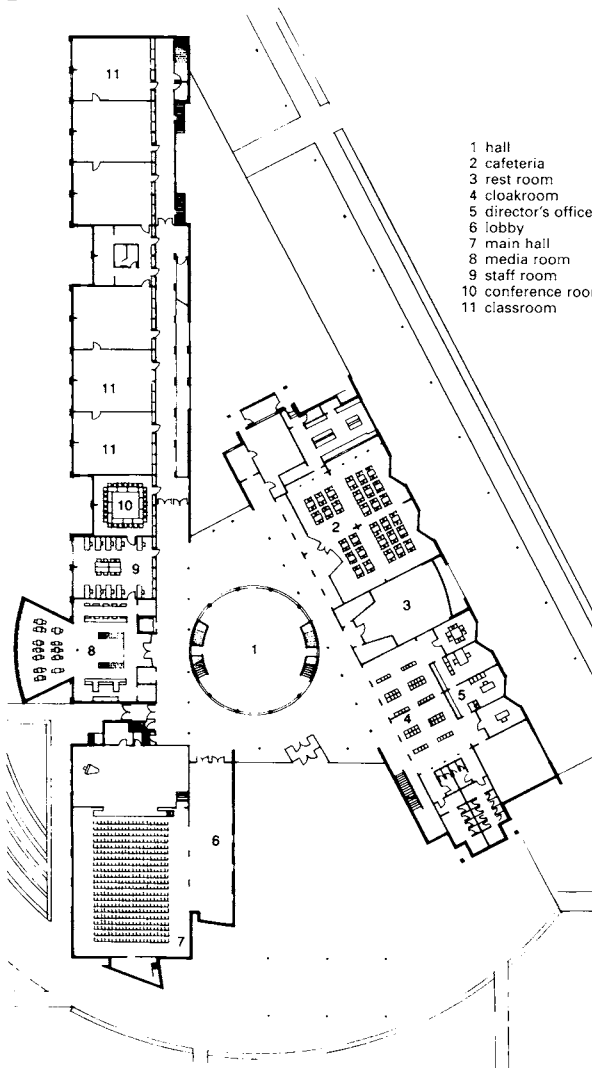 1 hall
2 cafeteria
3 rest room
4 cloakroom
5 director's office
6 lobby
7 main hall
8 media room
9 staff room
10 conference roo
11 classroom
11
11
11
10
9
8
1
2
3
4
5
6
7